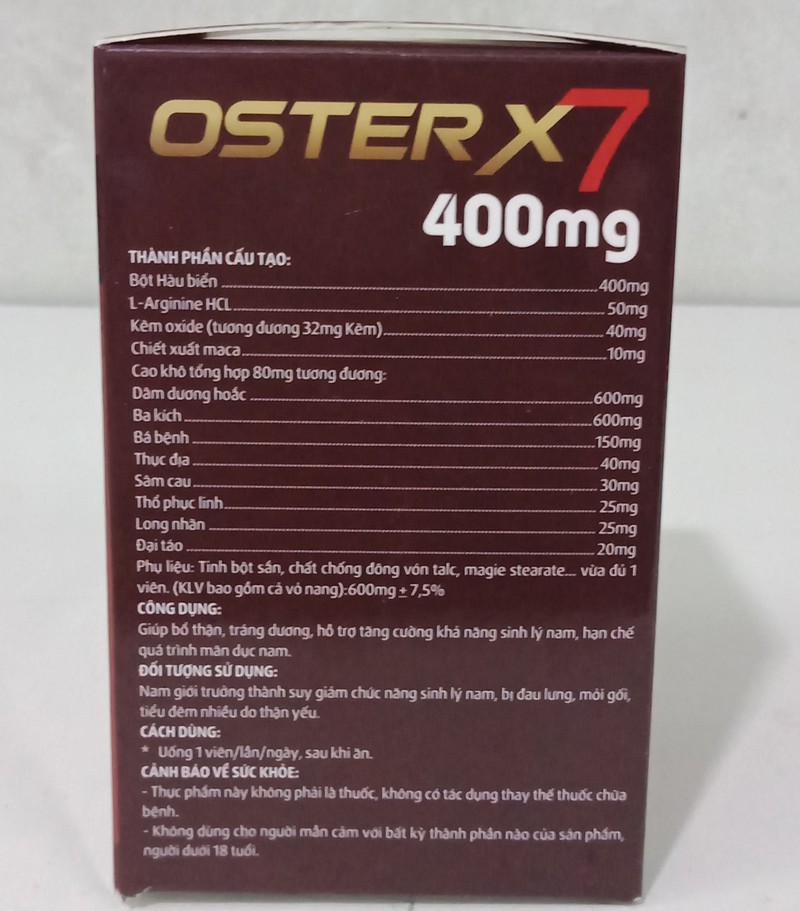 OSTER X7
400mg
THÀNH PHẦN CẤU TẠO:
Bột Hàu biển ........ 400mg
L-Arginine HCL ........ 50mg
Kẽm oxide (tương đương 32mg Kẽm) ........ 40mg
Chiết xuất maca ........ 10mg
Cao khô tổng hợp 80mg tương đương:
Dâm dương hoắc ........ 600mg
Ba kích ........ 600mg
Bá bệnh ........ 150mg
Thục địa ........ 40mg
Sâm cau ........ 30mg
Thổ phục linh ........ 25mg
Long nhãn ........ 25mg
Đại táo ........ 20mg
Phụ liệu: Tinh bột sắn, chất chống đông vón talc, magie stearate... vừa đủ 1
viên. (KLV bao gồm cả vỏ nang):600mg ± 7,5%
CÔNG DỤNG:
Giúp bổ thận, tráng dương, hỗ trợ tăng cường khả năng sinh lý nam, hạn chế
quá trình mãn dục nam.
ĐỐI TƯỢNG SỬ DỤNG:
Nam giới trưởng thành suy giảm chức năng sinh lý nam, bị đau lưng, mỏi gối,
tiểu đêm nhiều do thận yếu.
CÁCH DÙNG:
* Uống 1 viên/lần/ngày, sau khi ăn.
CẢNH BÁO VỀ SỨC KHỎE:
- Thực phẩm này không phải là thuốc, không có tác dụng thay thế thuốc chữa
bệnh.
- Không dùng cho người mẫn cảm với bất kỳ thành phần nào của sản phẩm,
người dưới 18 tuổi.